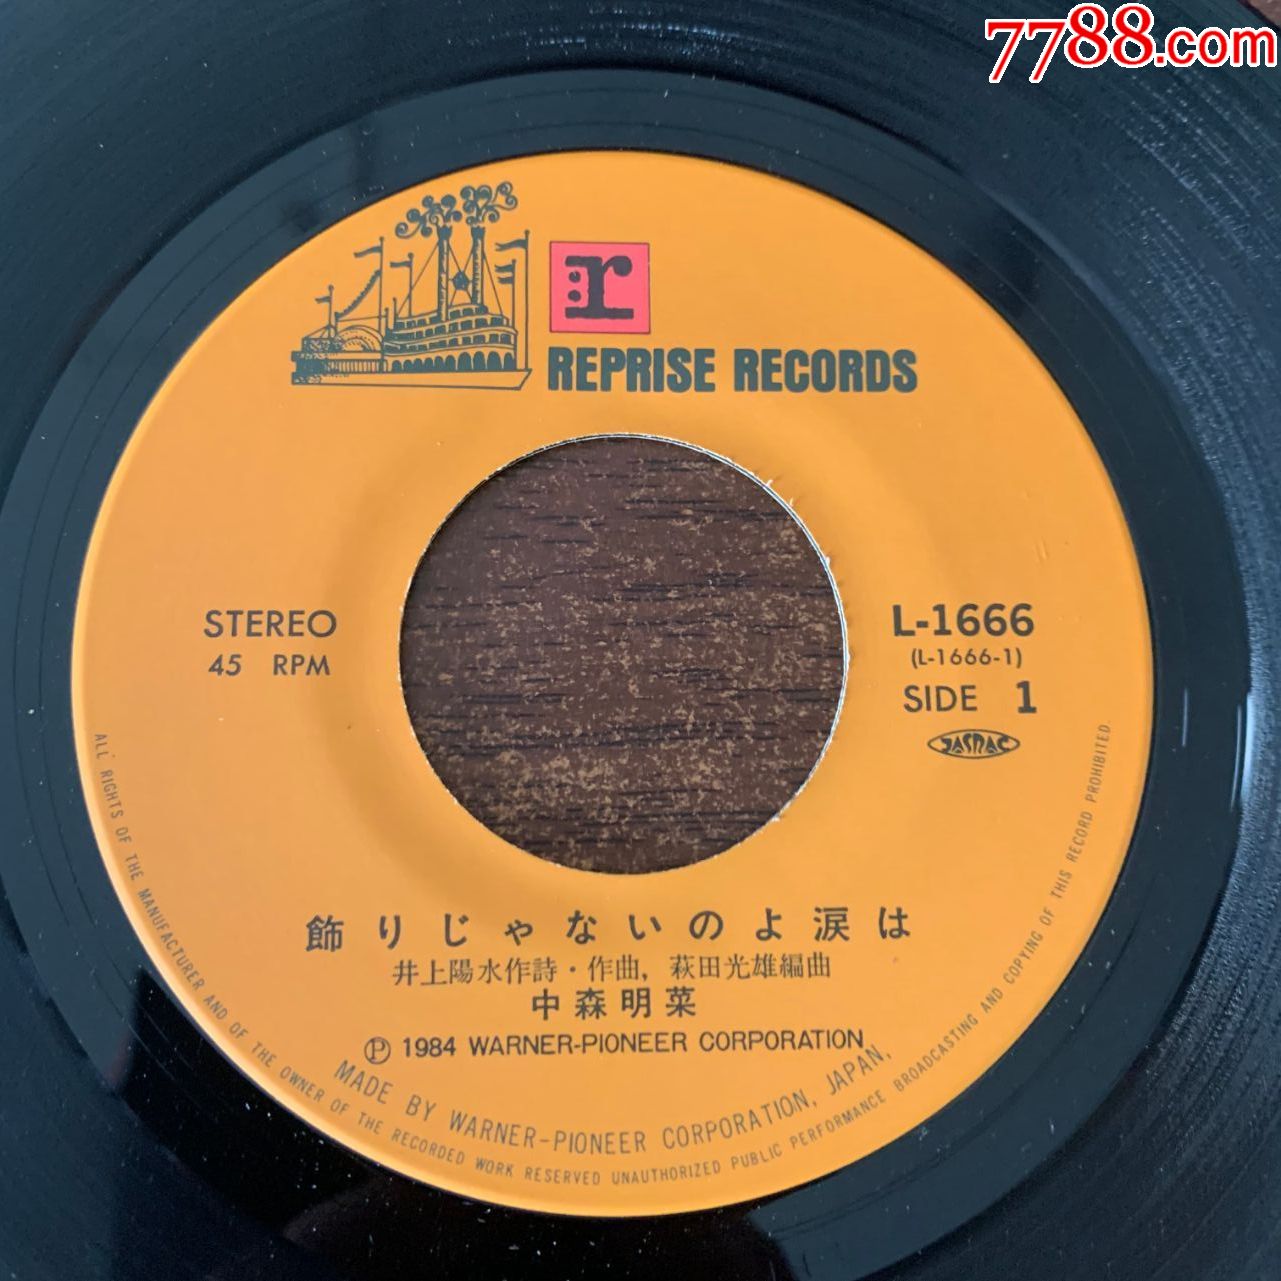 7788.com
r
REPRISE RECORDS
STEREO
45 RPM
L-1666
(L-1666-1)
SIDE 1
JASRAC
飾りじゃないのよ涙は
井上陽水作詩・作曲, 萩田光雄編曲
中森明菜
Ⓟ 1984 WARNER-PIONEER CORPORATION
MADE BY WARNER-PIONEER CORPORATION, JAPAN,
ALL RIGHTS OF THE MANUFACTURER AND OF THE OWNER OF THE RECORDED WORK RESERVED UNAUTHORIZED PUBLIC PERFORMANCE BROADCASTING AND COPYING OF THIS RECORD PROHIBITED.